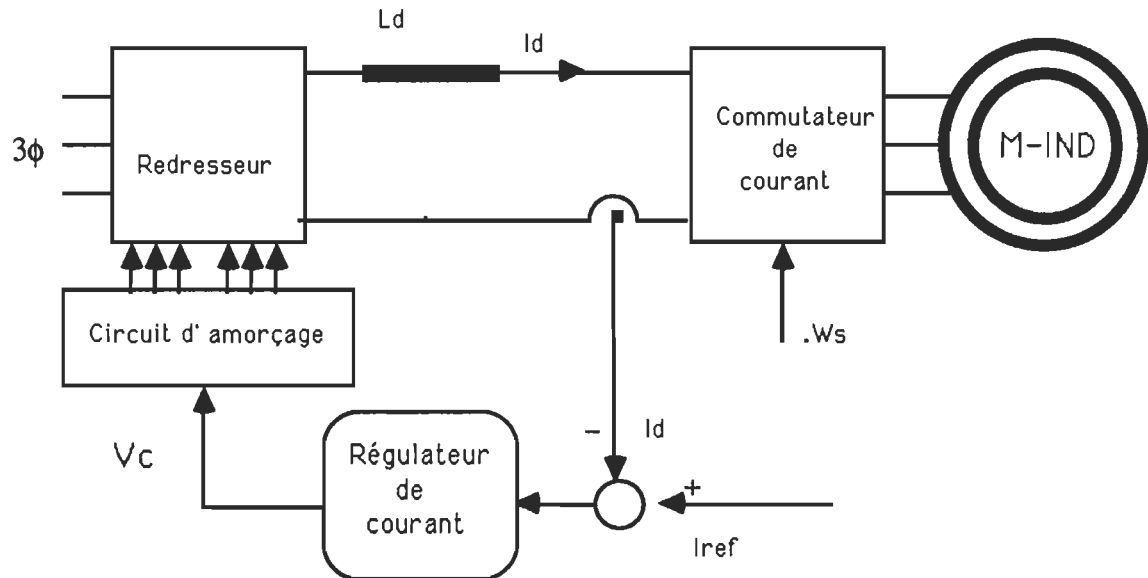 Ld
Id
3ϕ
Redresseur
Commutateur
de
courant
M-IND
Circuit d' amorçage
.Ws
Vc
Régulateur
de
courant
-
Id
+
Iref